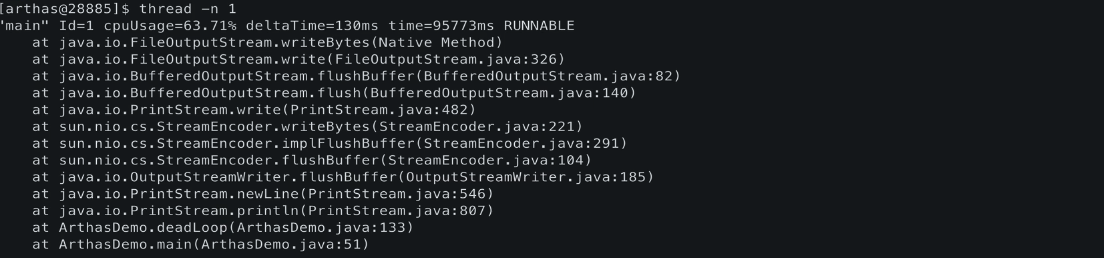 [arthas@28885]$ thread -n 1
"main" Id=1 cpuUsage=63.71% deltaTime=130ms time=95773ms RUNNABLE
    at java.io.FileOutputStream.writeBytes(Native Method)
    at java.io.FileOutputStream.write(FileOutputStream.java:326)
    at java.io.BufferedOutputStream.flushBuffer(BufferedOutputStream.java:82)
    at java.io.BufferedOutputStream.flush(BufferedOutputStream.java:140)
    at java.io.PrintStream.write(PrintStream.java:482)
    at sun.nio.cs.StreamEncoder.writeBytes(StreamEncoder.java:221)
    at sun.nio.cs.StreamEncoder.implFlushBuffer(StreamEncoder.java:291)
    at sun.nio.cs.StreamEncoder.flushBuffer(StreamEncoder.java:104)
    at java.io.OutputStreamWriter.flushBuffer(OutputStreamWriter.java:185)
    at java.io.PrintStream.newLine(PrintStream.java:546)
    at java.io.PrintStream.println(PrintStream.java:807)
    at ArthasDemo.deadLoop(ArthasDemo.java:133)
    at ArthasDemo.main(ArthasDemo.java:51)